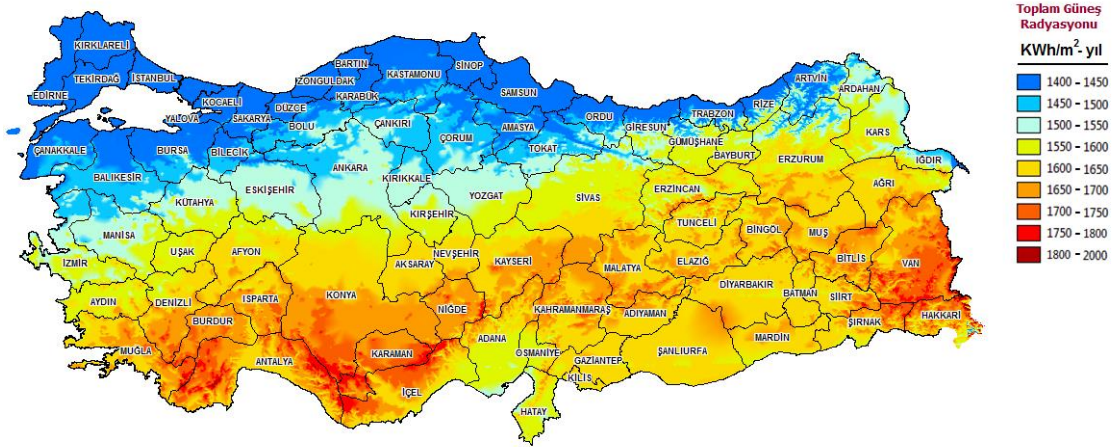 Toplam Güneş
Radyasyonu
KWh/m²- yıl
1400 - 1450
1450 - 1500
1500 - 1550
1550 - 1600
1600 - 1650
1650 - 1700
1700 - 1750
1750 - 1800
1800 - 2000
KIRKLARELİ
TEKİRDAĞ
İSTANBUL
EDİRNE
KOCAELİ
YALOVA
SAKARYA
DÜZCE
BOLU
ZONGULDAK
BARTIN
KARABÜK
KASTAMONU
SİNOP
SAMSUN
ÇANKIRI
ÇORUM
AMASYA
TOKAT
ORDU
GİRESUN
TRABZON
RİZE
ARTVİN
ARDAHAN
KARS
GÜMÜŞHANE
BAYBURT
ERZURUM
IĞDIR
AĞRI
ÇANAKKALE
BURSA
BİLECİK
BALIKESİR
KÜTAHYA
ESKİŞEHİR
ANKARA
KIRIKKALE
KIRŞEHİR
YOZGAT
SİVAS
ERZİNCAN
TUNCELİ
BİNGÖL
MUŞ
BİTLİS
VAN
MANİSA
İZMİR
UŞAK
AFYON
AKSARAY
NEVŞEHİR
KAYSERİ
MALATYA
ELAZIĞ
DİYARBAKIR
BATMAN
SİİRT
ŞIRNAK
HAKKARİ
AYDIN
DENİZLİ
ISPARTA
BURDUR
KONYA
NİĞDE
KAHRAMANMARAŞ
ADIYAMAN
MUĞLA
ANTALYA
KARAMAN
İÇEL
ADANA
OSMANİYE
GAZİANTEP
KİLİS
ŞANLIURFA
MARDİN
HATAY